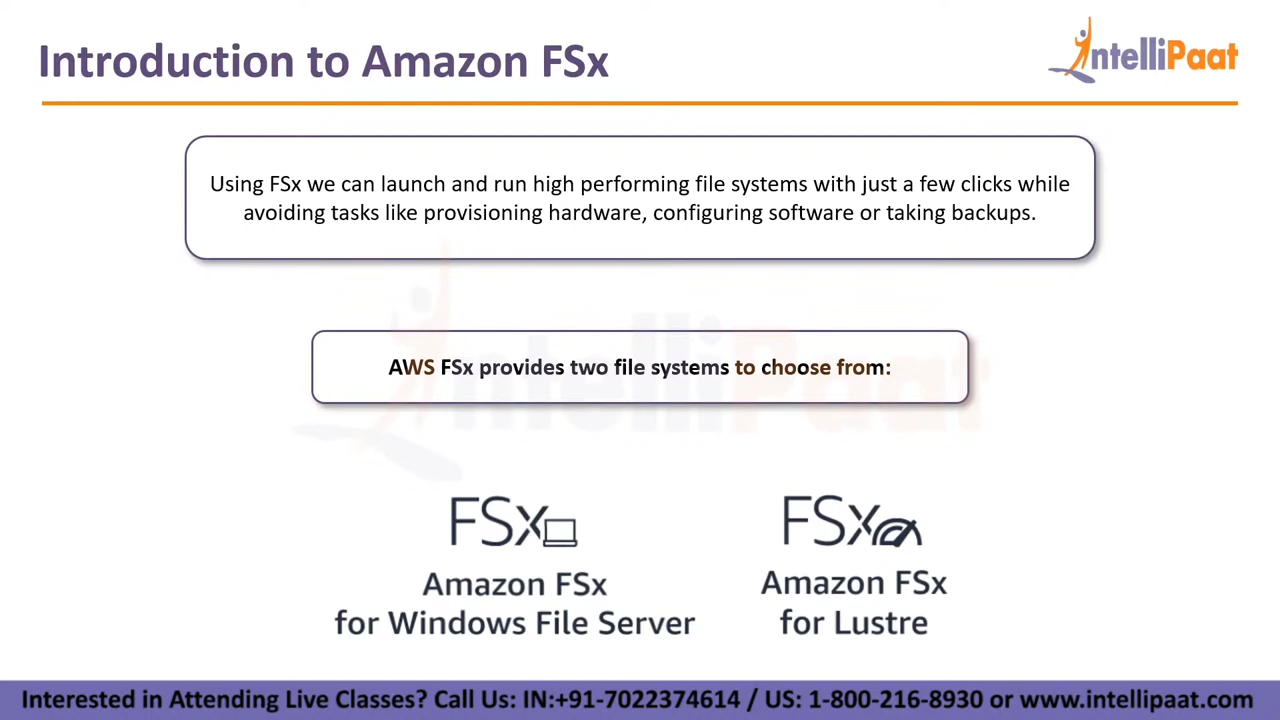 Introduction to Amazon FSx
IntelliPaat
Using FSx we can launch and run high performing file systems with just a few clicks while
avoiding tasks like provisioning hardware, configuring software or taking backups.
IntelliPaat
AWS FSx provides two file systems to choose from:
FSx
FSx
Amazon FSx
for Windows File Server
Amazon FSx
for Lustre
Interested in Attending Live Classes? Call Us: IN:+91-7022374614 / US: 1-800-216-8930 or www.intellipaat.com